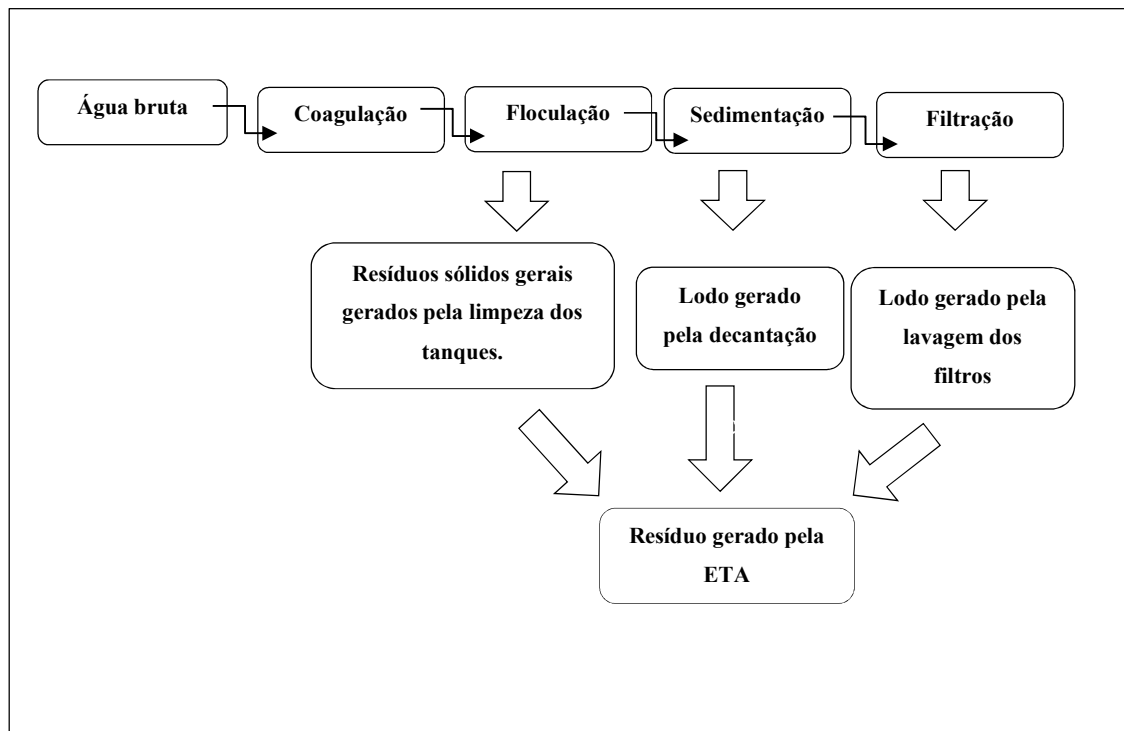 Água bruta
Coagulação
Floculação
Sedimentação
Filtração
Resíduos sólidos gerais
gerados pela limpeza dos
tanques.
Lodo gerado
pela decantação
Lodo gerado pela
lavagem dos
filtros
Resíduo gerado pela
ETA